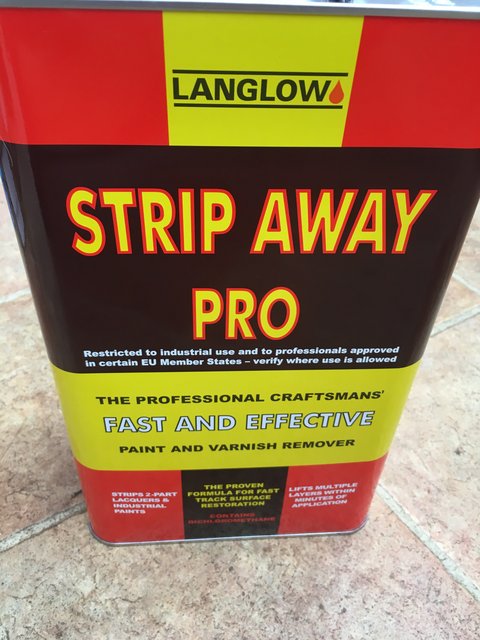 LANGLOW
STRIP AWAY
PRO
Restricted to industrial use and to professionals approved
in certain EU Member States – verify where use is allowed
THE PROFESSIONAL CRAFTSMANS'
FAST AND EFFECTIVE
PAINT AND VARNISH REMOVER
STRIPS 2-PART
LACQUERS &
INDUSTRIAL
PAINTS
THE PROVEN
FORMULA FOR FAST
TRACK SURFACE
RESTORATION
CONTAINS
DICHLOROMETHANE
LIFTS MULTIPLE
LAYERS WITHIN
MINUTES OF
APPLICATION